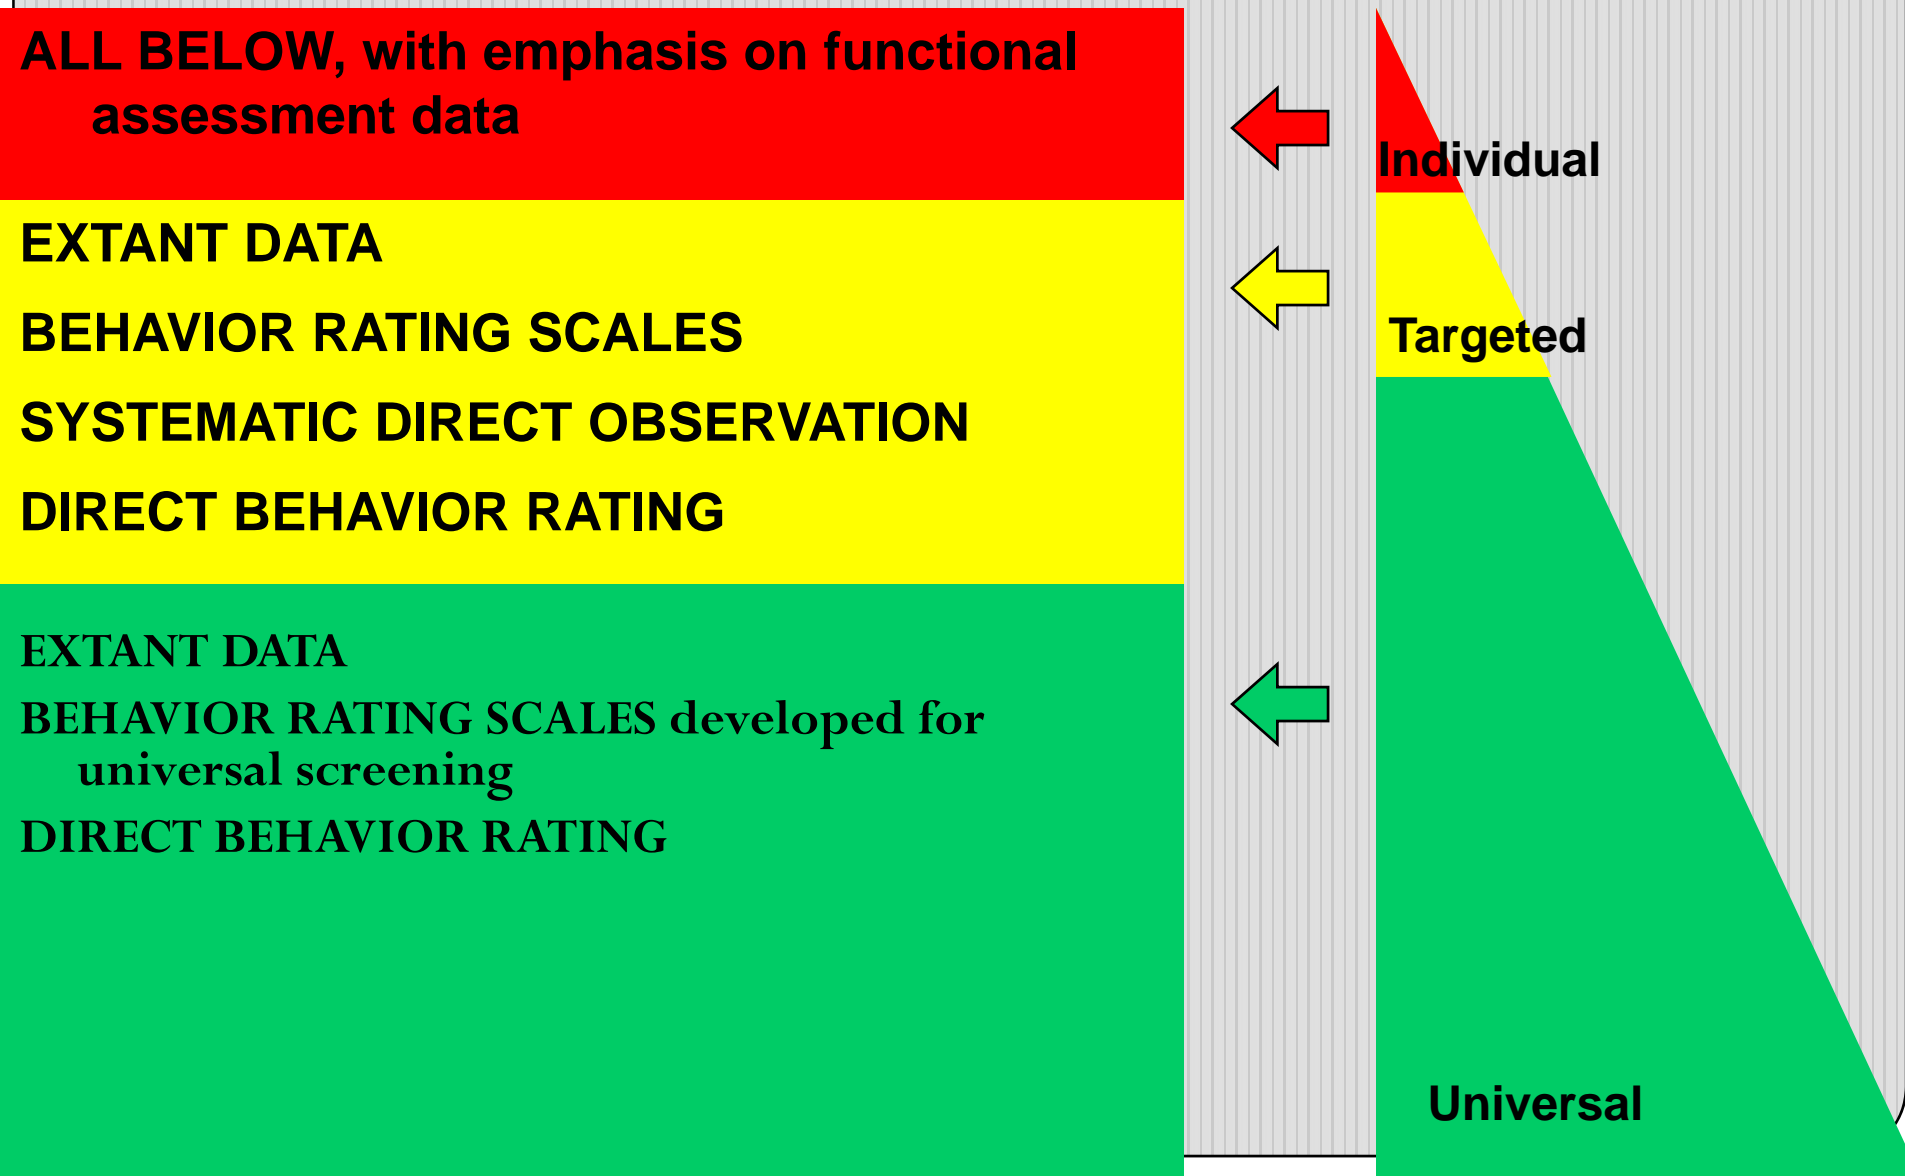 ALL BELOW, with emphasis on functional
assessment data
Individual
EXTANT DATA
BEHAVIOR RATING SCALES
SYSTEMATIC DIRECT OBSERVATION
DIRECT BEHAVIOR RATING
Targeted
EXTANT DATA
BEHAVIOR RATING SCALES developed for
universal screening
DIRECT BEHAVIOR RATING
Universal